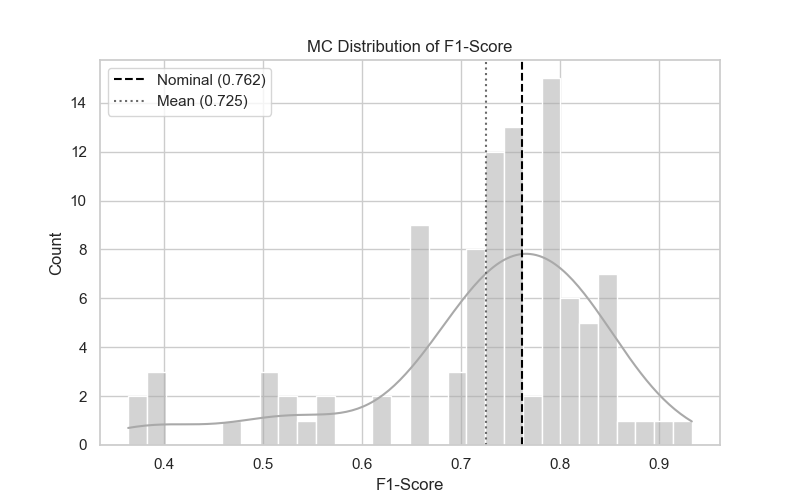 MC Distribution of F1-Score
Nominal (0.762)
Mean (0.725)
14
12
10
8
6
4
2
0
Count
0.4 0.5 0.6 0.7 0.8 0.9
F1-Score